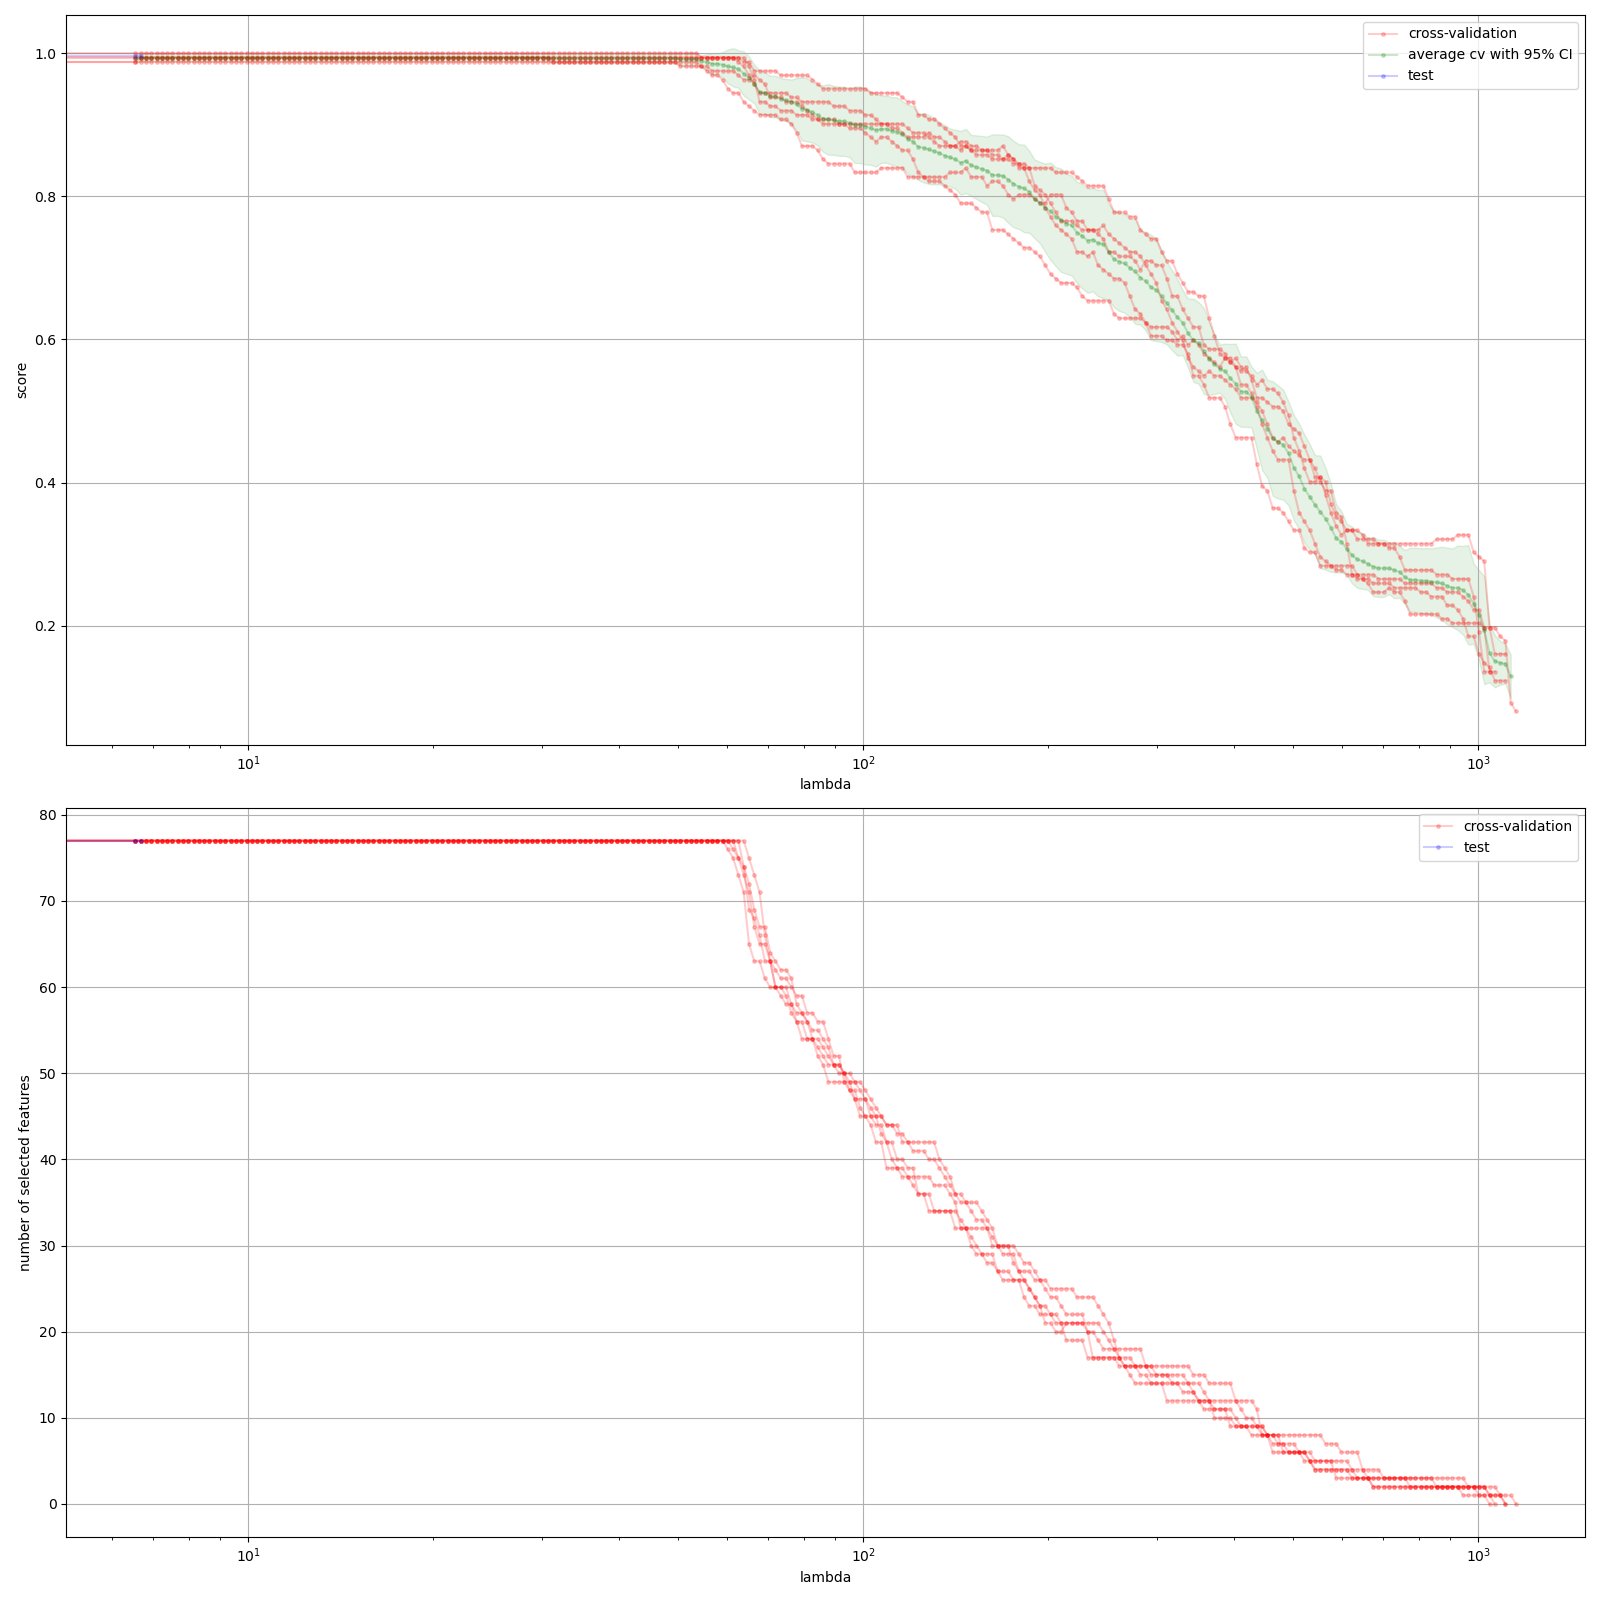 1.0
0.8
0.6
0.4
0.2
score
cross-validation
average cv with 95% CI
test
10¹
10²
10³
lambda
80
70
60
50
40
30
20
10
0
number of selected features
cross-validation
test
10¹
10²
10³
lambda